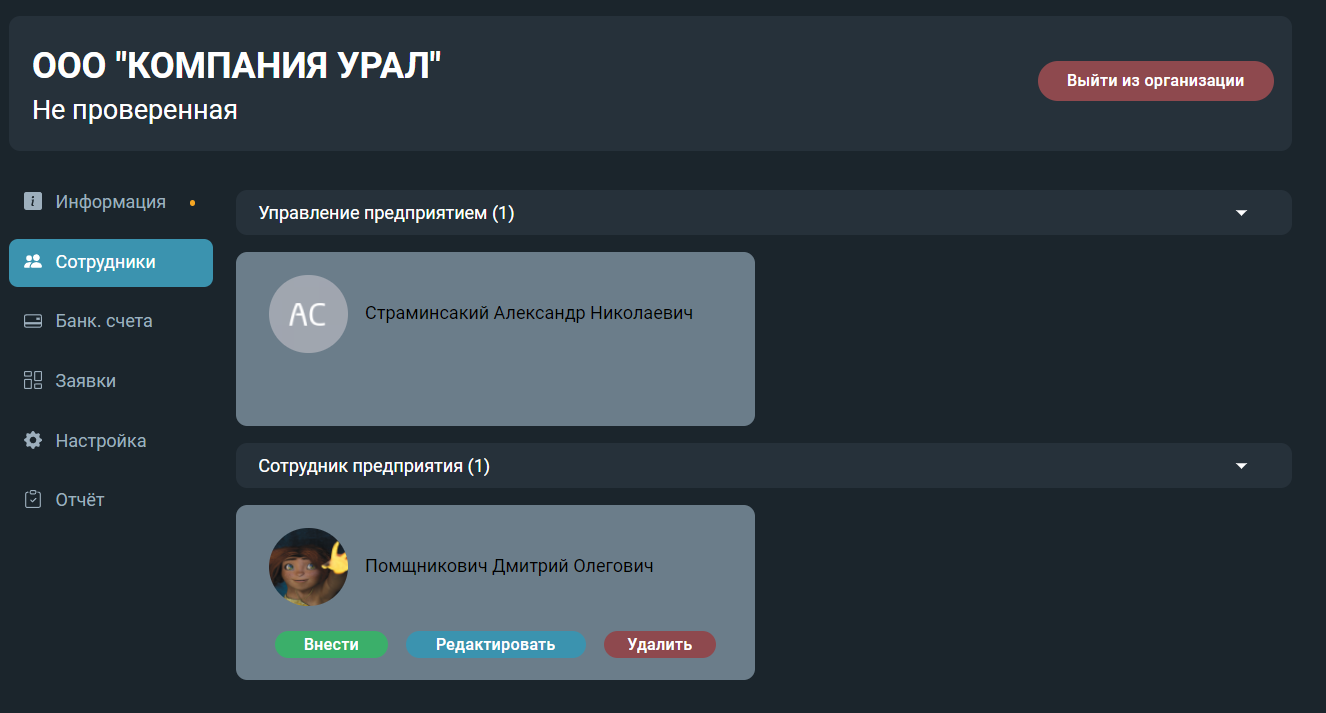 ООО "КОМПАНИЯ УРАЛ"
Не проверенная
Выйти из организации
Информация
Сотрудники
Банк. счета
Заявки
Настройка
Отчёт
Управление предприятием (1)
АС
Страминсакий Александр Николаевич
Сотрудник предприятия (1)
Помщникович Дмитрий Олегович
Внести
Редактировать
Удалить